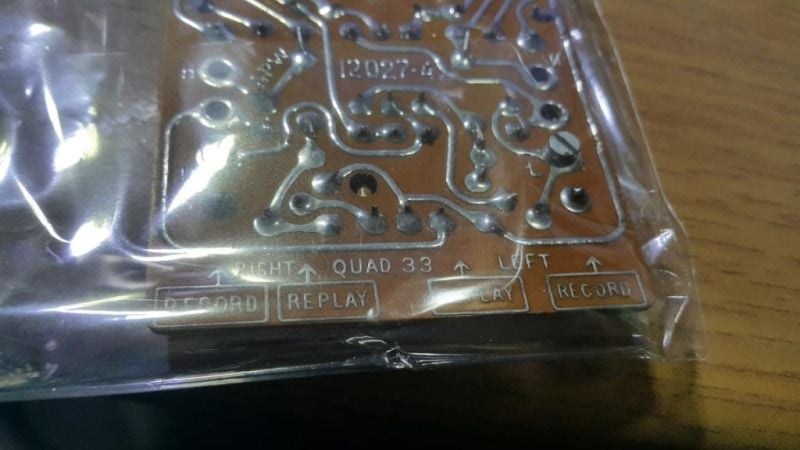 12027-4
RIGHT QUAD 33 LEFT
RECORD REPLAY LAY RECORD